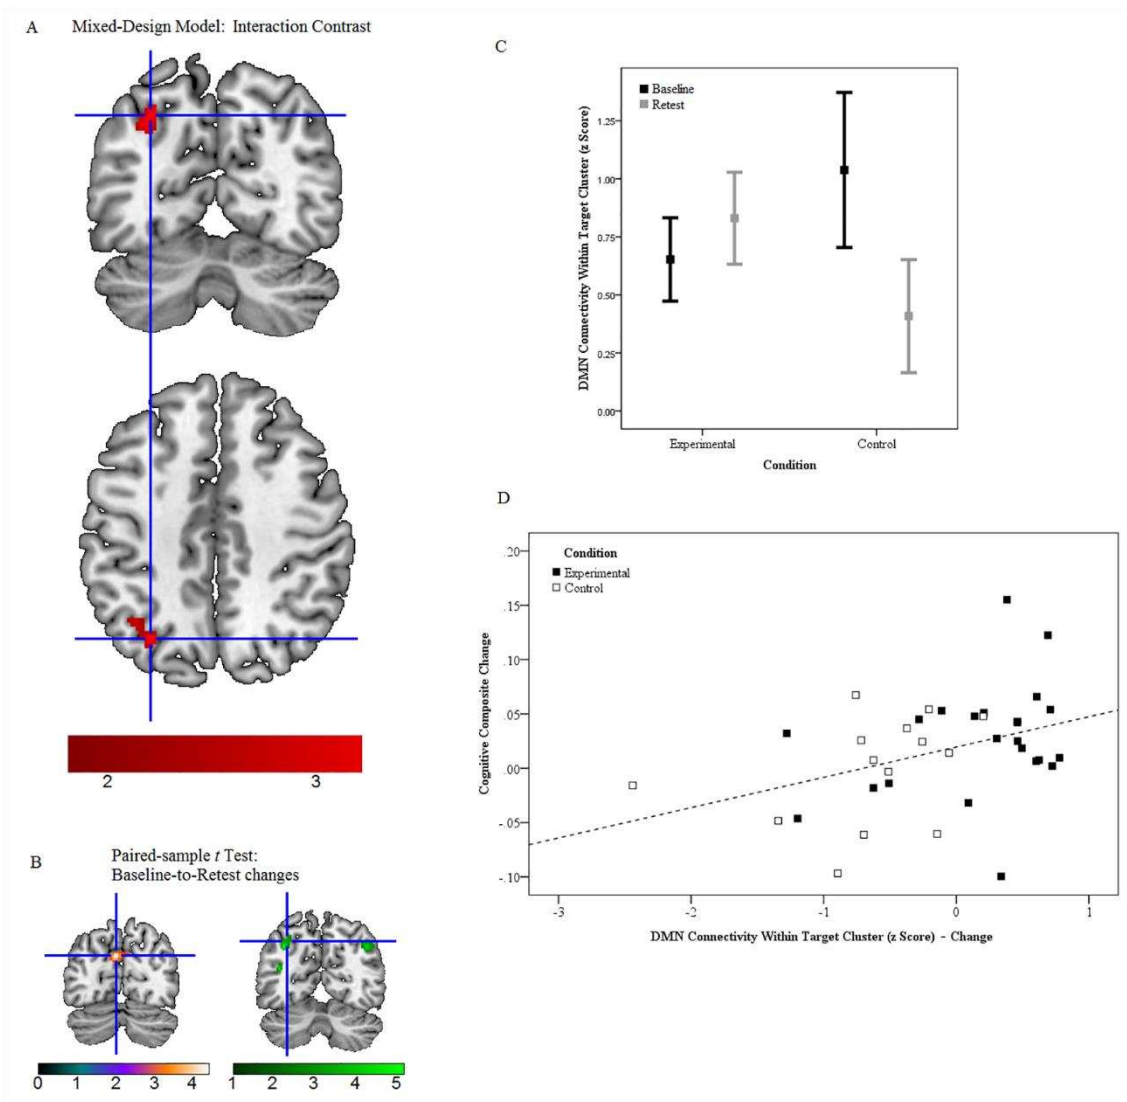 A
Mixed-Design Model: Interaction Contrast
2 3
B
Paired-sample t Test:
Baseline-to-Retest changes
0 1 2 3 4
1 2 3 4 5
C
Baseline
Retest
DMN Connectivity Within Target Cluster (z Score)
1.25
1.00
0.75
0.50
0.25
0.00
Experimental Control
Condition
D
Condition
Experimental
Control
Cognitive Composite Change
.20
.15
.10
.05
.00
-.05
-.10
-3 -2 -1 0 1
DMN Connectivity Within Target Cluster (z Score) - Change